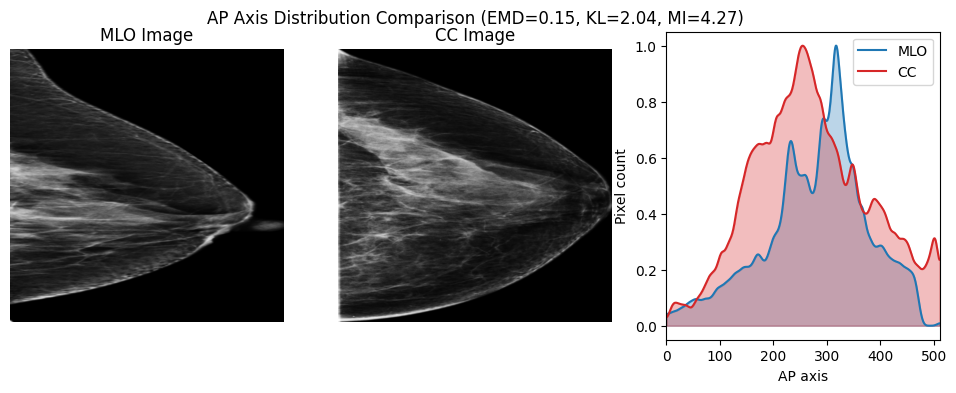 AP Axis Distribution Comparison (EMD=0.15, KL=2.04, MI=4.27)
MLO Image
CC Image
MLO
CC
Pixel count
1.0
0.8
0.6
0.4
0.2
0.0
0 100 200 300 400 500
AP axis